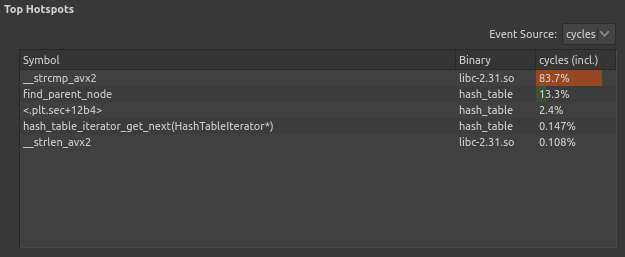 Top Hotspots
Event Source: cycles
Symbol Binary cycles (incl.)
__strcmp_avx2 libc-2.31.so 83.7%
find_parent_node hash_table 13.3%
<.plt.sec+12b4> hash_table 2.4%
hash_table_iterator_get_next(HashTableIterator*) hash_table 0.147%
__strlen_avx2 libc-2.31.so 0.108%